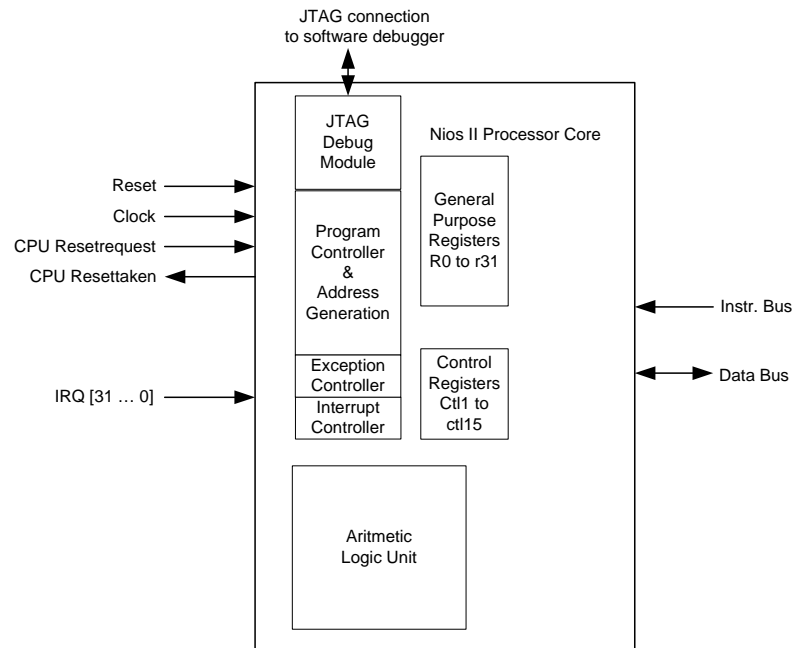 JTAG connection
to software debugger
JTAG
Debug
Module
Nios II Processor Core
Reset
Clock
CPU Resetrequest
CPU Resettaken
IRQ [31 ... 0]
Program
Controller
&
Address
Generation
General
Purpose
Registers
R0 to r31
Exception
Controller
Interrupt
Controller
Control
Registers
Ctl1 to
ctl15
Instr. Bus
Data Bus
Aritmetic
Logic Unit